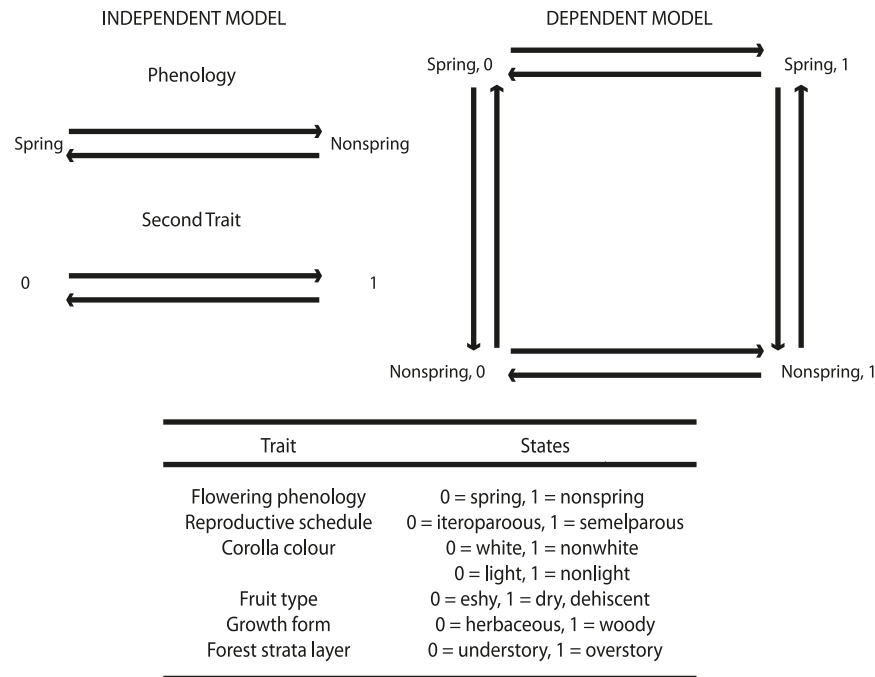 INDEPENDENT MODEL
Phenology
Spring
Nonspring
Second Trait
0
1
DEPENDENT MODEL
Spring, 0
Spring, 1
Nonspring, 0
Nonspring, 1
Trait States
Flowering phenology 0 = spring, 1 = nonspring
Reproductive schedule 0 = iteroparoous, 1 = semelparous
Corolla colour 0 = white, 1 = nonwhite
0 = light, 1 = nonlight
Fruit type 0 = eshy, 1 = dry, dehiscent
Growth form 0 = herbaceous, 1 = woody
Forest strata layer 0 = understory, 1 = overstory